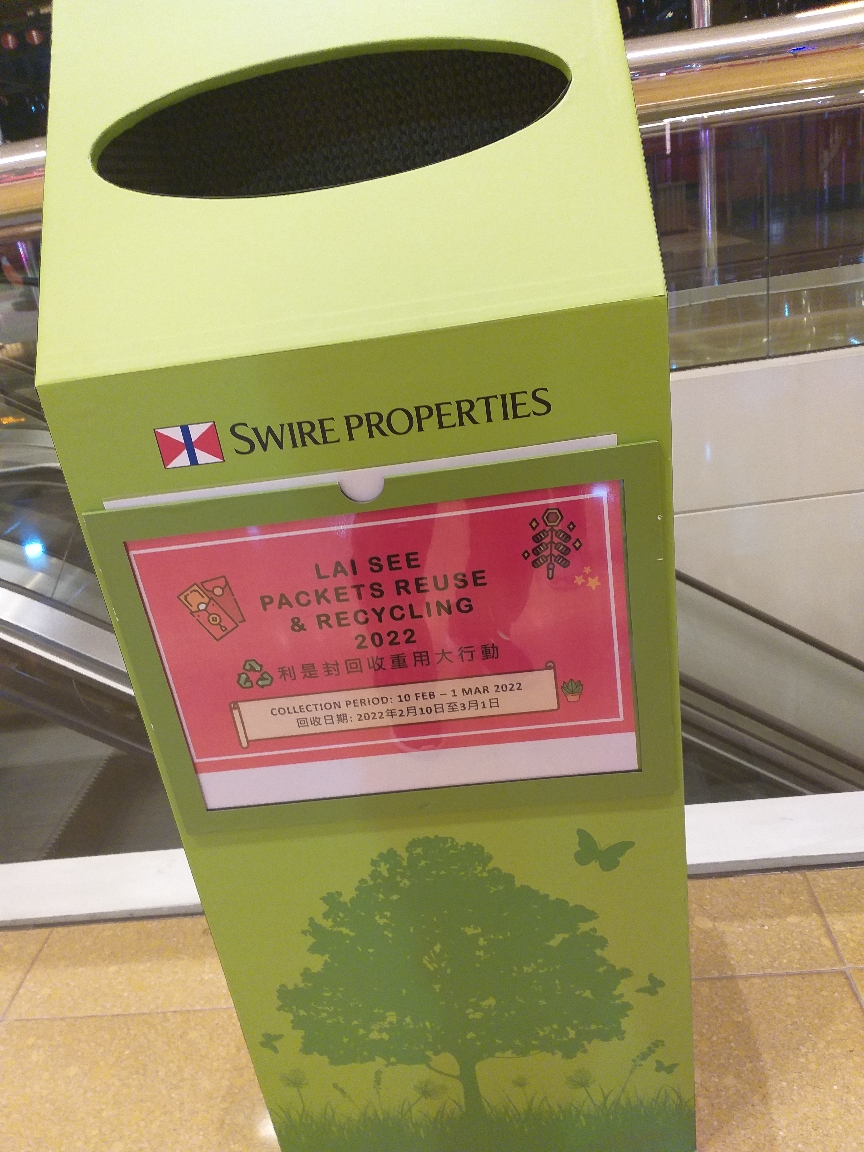 SWIRE PROPERTIES
LAI SEE
PACKETS REUSE
& RECYCLING
2022
利是封回收重用大行動
COLLECTION PERIOD: 10 FEB – 1 MAR 2022
回收日期: 2022年2月10日至3月1日